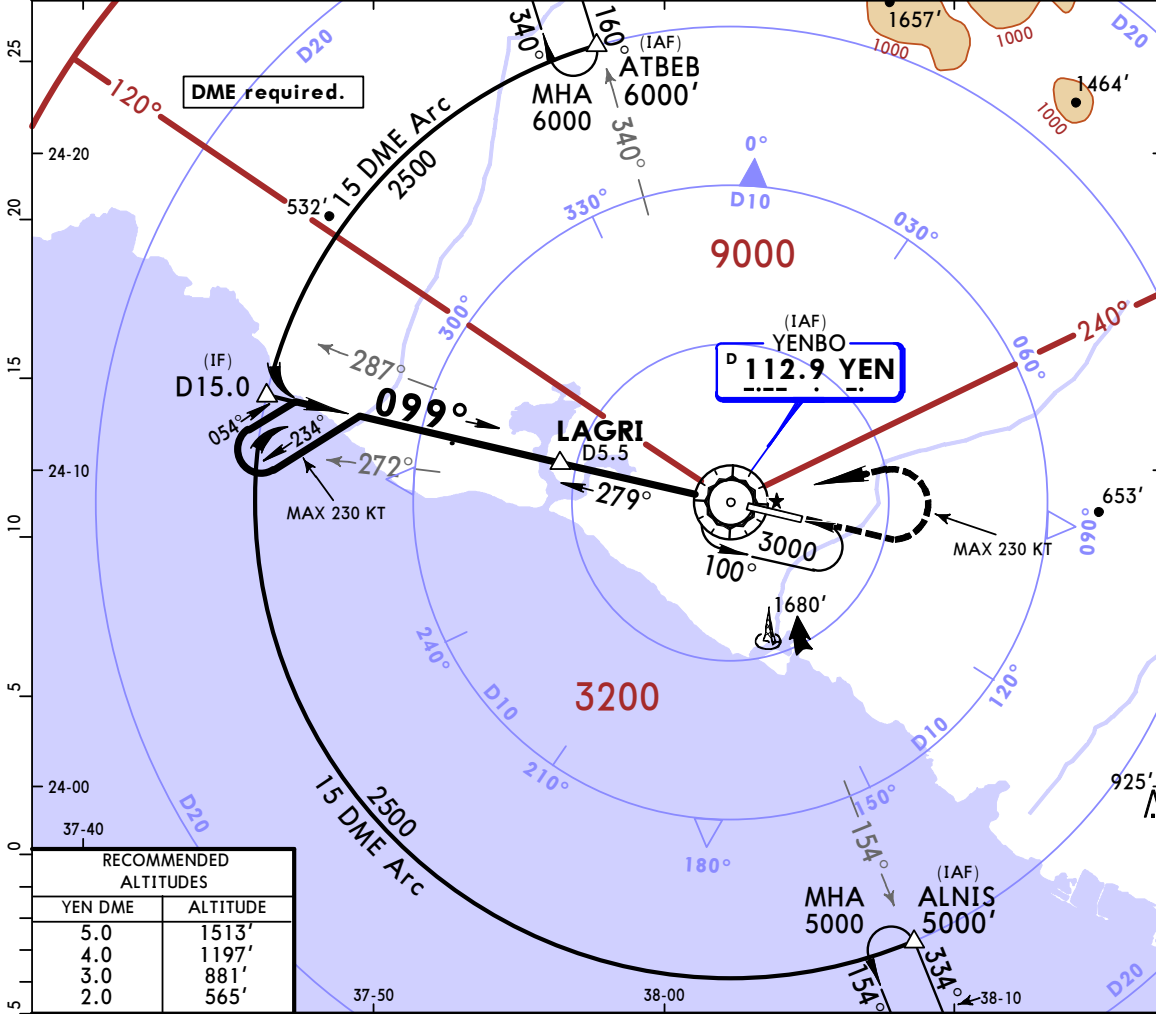 25
20
15
10
5
0
5
24-20
24-10
24-00
37-40
37-50
38-00
38-10
D20
D20
D20
D20
120°
DME required.
15 DME Arc
2500
340°
160°
(IAF)
ATBEB
6000'
MHA
6000
340°
1657'
1000
1000
1464'
1000
532'
0°
D10
330°
030°
300°
060°
9000
240°
(IAF)
YENBO
D 112.9 YEN
(IF)
D15.0
287°
099°
LAGRI
D5.5
054°
234°
272°
279°
MAX 230 KT
653'
090°
MAX 230 KT
3000
100°
1680'
240°
D10
210°
180°
150°
D10
120°
3200
925'
2500
15 DME Arc
154°
MHA
5000
(IAF)
ALNIS
5000'
154°
334°
RECOMMENDED
ALTITUDES
YEN DME ALTITUDE
5.0 1513'
4.0 1197'
3.0 881'
2.0 565'